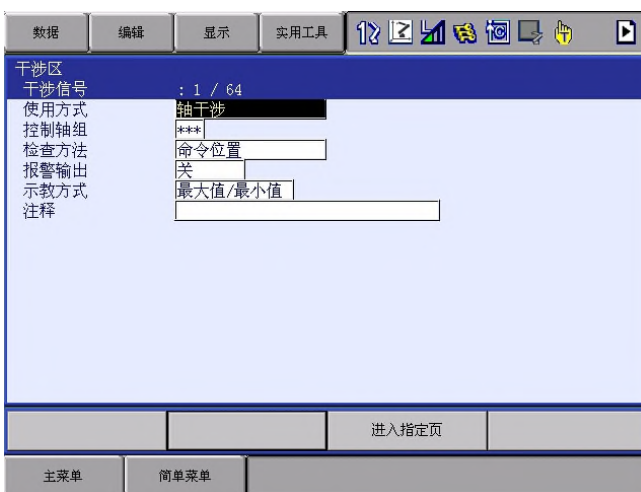 数据 编辑 显示 实用工具
干涉区
干涉信号 : 1 / 64
使用方式 轴干涉
控制轴组 ***
检查方法 命令位置
报警输出 关
示教方式 最大值/最小值
注释
进入指定页
主菜单 简单菜单